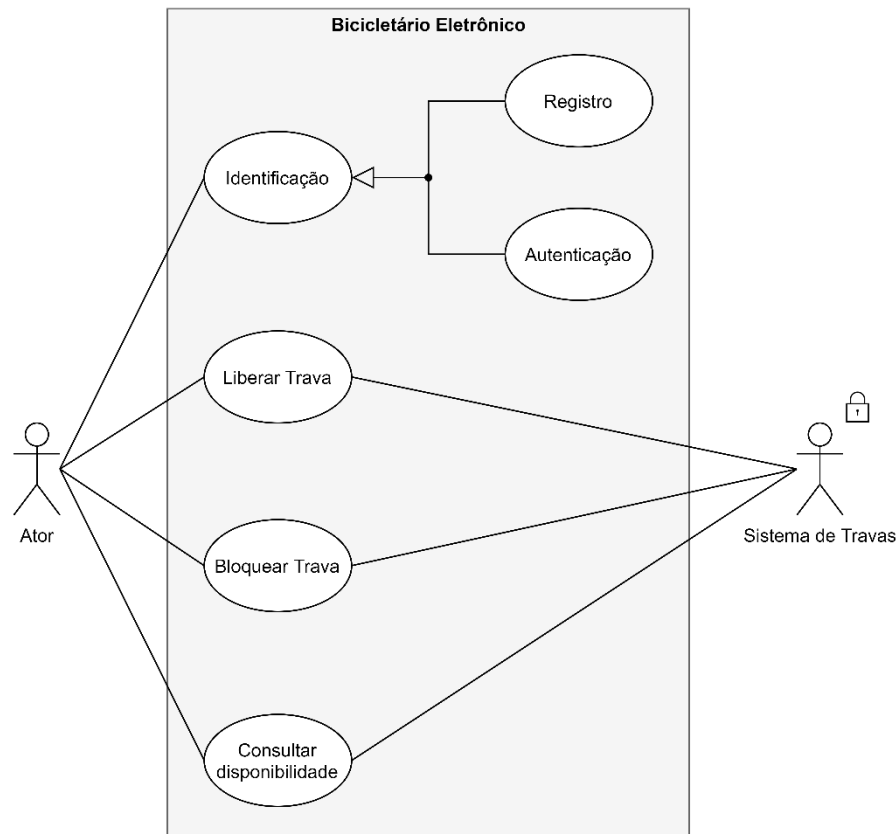 Bicicletário Eletrônico
Registro
Identificação
Autenticação
Liberar Trava
Ator
Sistema de Travas
Bloquear Trava
Consultar
disponibilidade